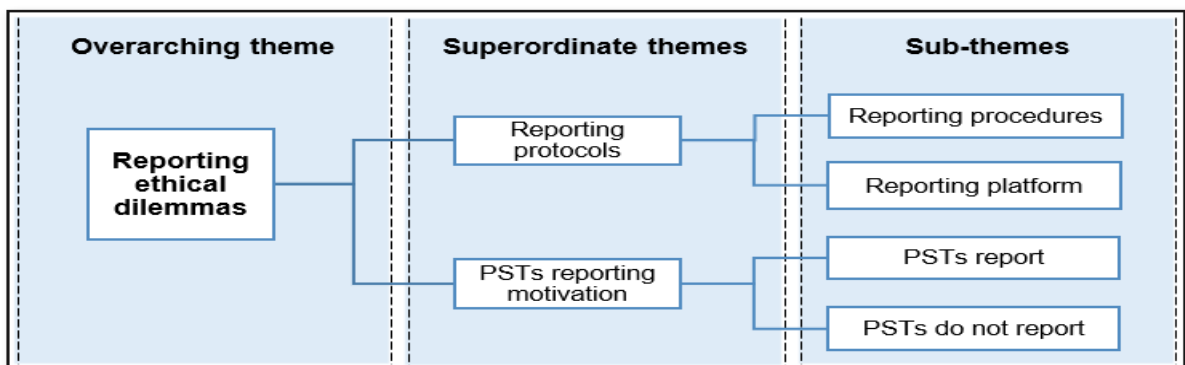 Overarching theme
Superordinate themes
Sub-themes
Reporting
ethical
dilemmas
Reporting
protocols
PSTs reporting
motivation
Reporting procedures
Reporting platform
PSTs report
PSTs do not report